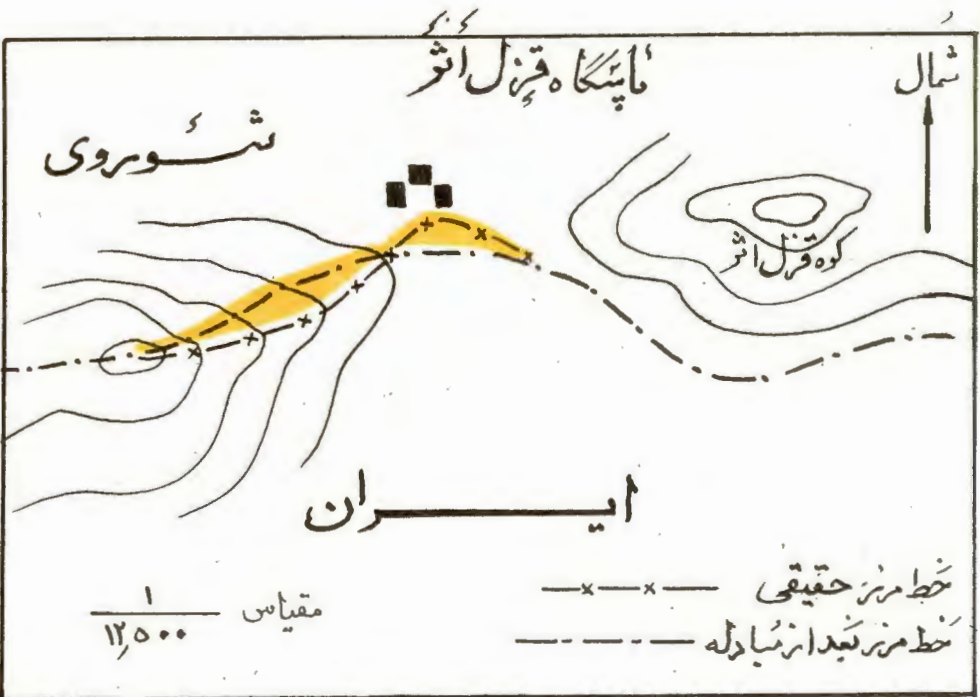 پاسگاه قزل اُتو
شمال
شوروی
کوه قزل اتو
ایران
خط مرز حقیقی
خط مرز بعد از مبادله
مقیاس ۱/۱۲٫۵۰۰